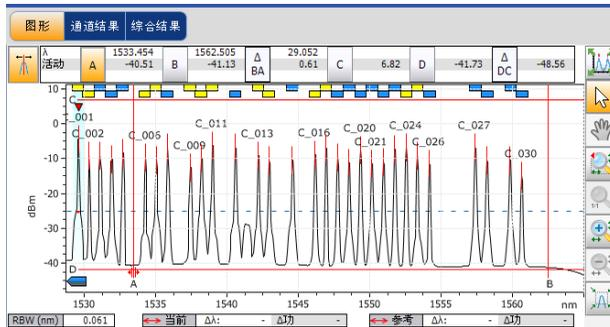 图形 通道结果 综合结果
λ 1533.454 1562.505 29.052
活动 A -40.51 B -41.13 Δ BA 0.61 C 6.82 D -41.73 Δ DC -48.56
10
C
C_001
C_011
0
C_002 C_006 C_013 C_016 C_020 C_024 C_027
C_009 C_021 C_026
-10 C_030
-20
dBm
-30
-40
D
A B
1530 1535 1540 1545 1550 1555 1560 nm
RBW (nm) 0.061 当前 Δλ: - Δ功 - 参考 Δλ: - Δ功 -
1:1